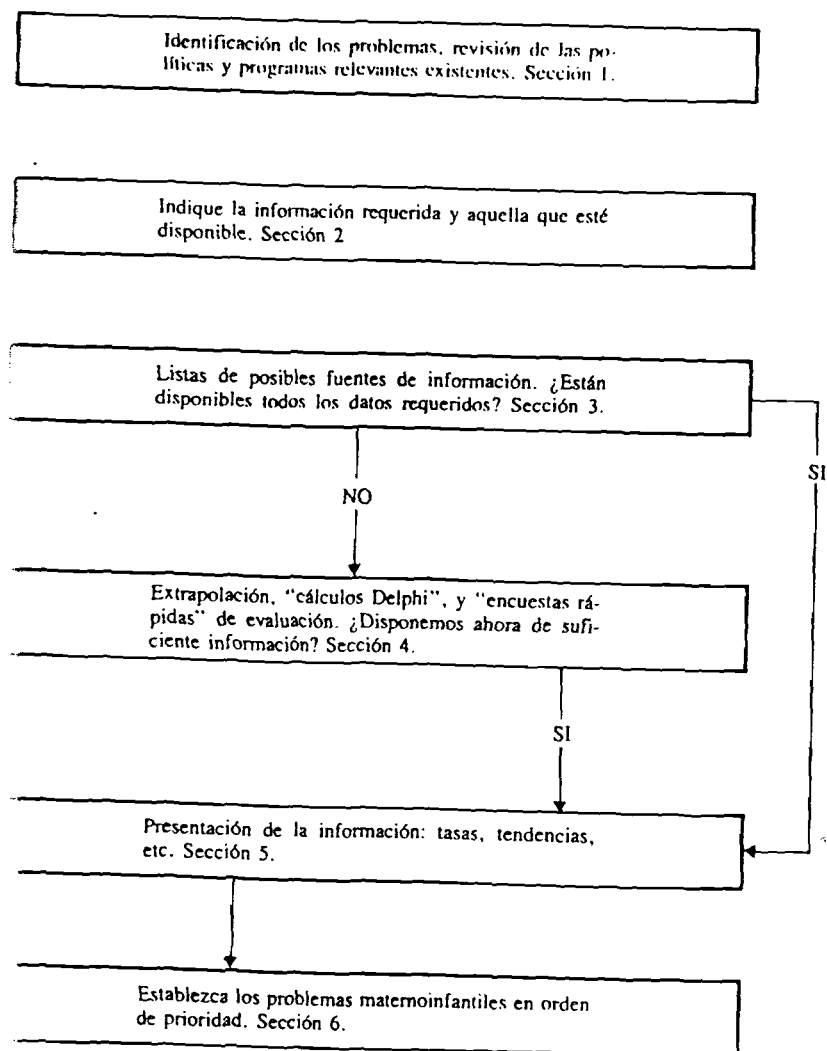 Identificación de los problemas, revisión de las po-
líticas y programas relevantes existentes. Sección 1.
Indique la información requerida y aquella que esté
disponible. Sección 2
Listas de posibles fuentes de información. ¿Están
disponibles todos los datos requeridos? Sección 3.
SI
NO
Extrapolación, “cálculos Delphi”, y “encuestas rá-
pidas” de evaluación. ¿Disponemos ahora de sufi-
ciente información? Sección 4.
SI
Presentación de la información: tasas, tendencias,
etc. Sección 5.
Establezca los problemas maternoinfantiles en orden
de prioridad. Sección 6.